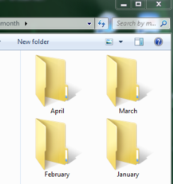 month
Search by m...
New folder
April
March
February
January